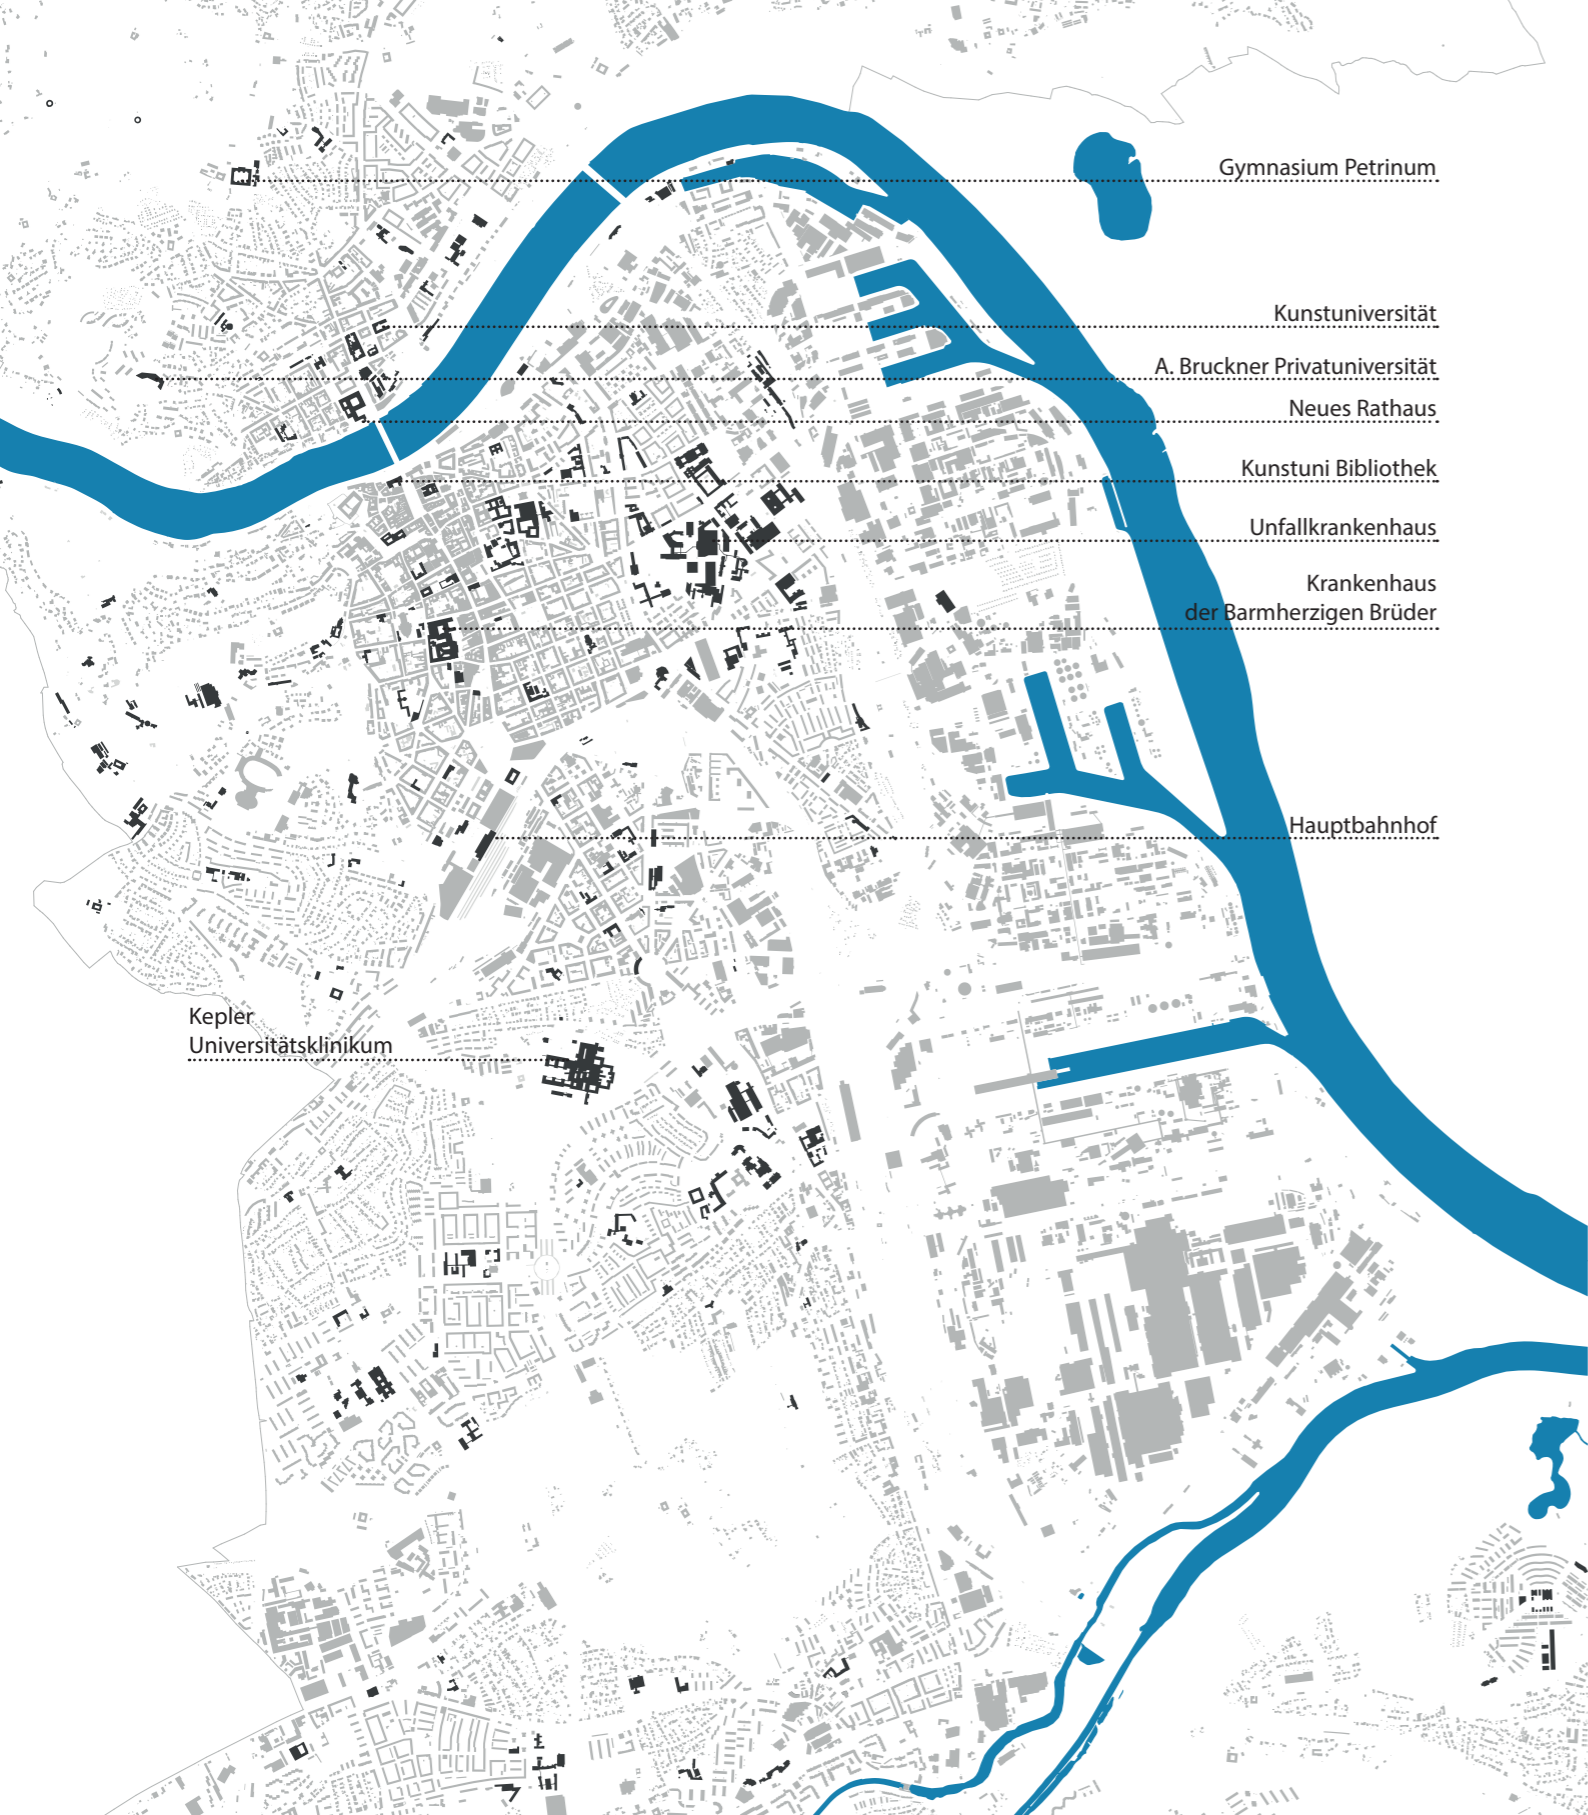 Gymnasium Petrinum
Kunstuniversität
A. Bruckner Privatuniversität
Neues Rathaus
Kunstuni Bibliothek
Unfallkrankenhaus
Krankenhaus
der Barmherzigen Brüder
Hauptbahnhof
Kepler
Universitätsklinikum